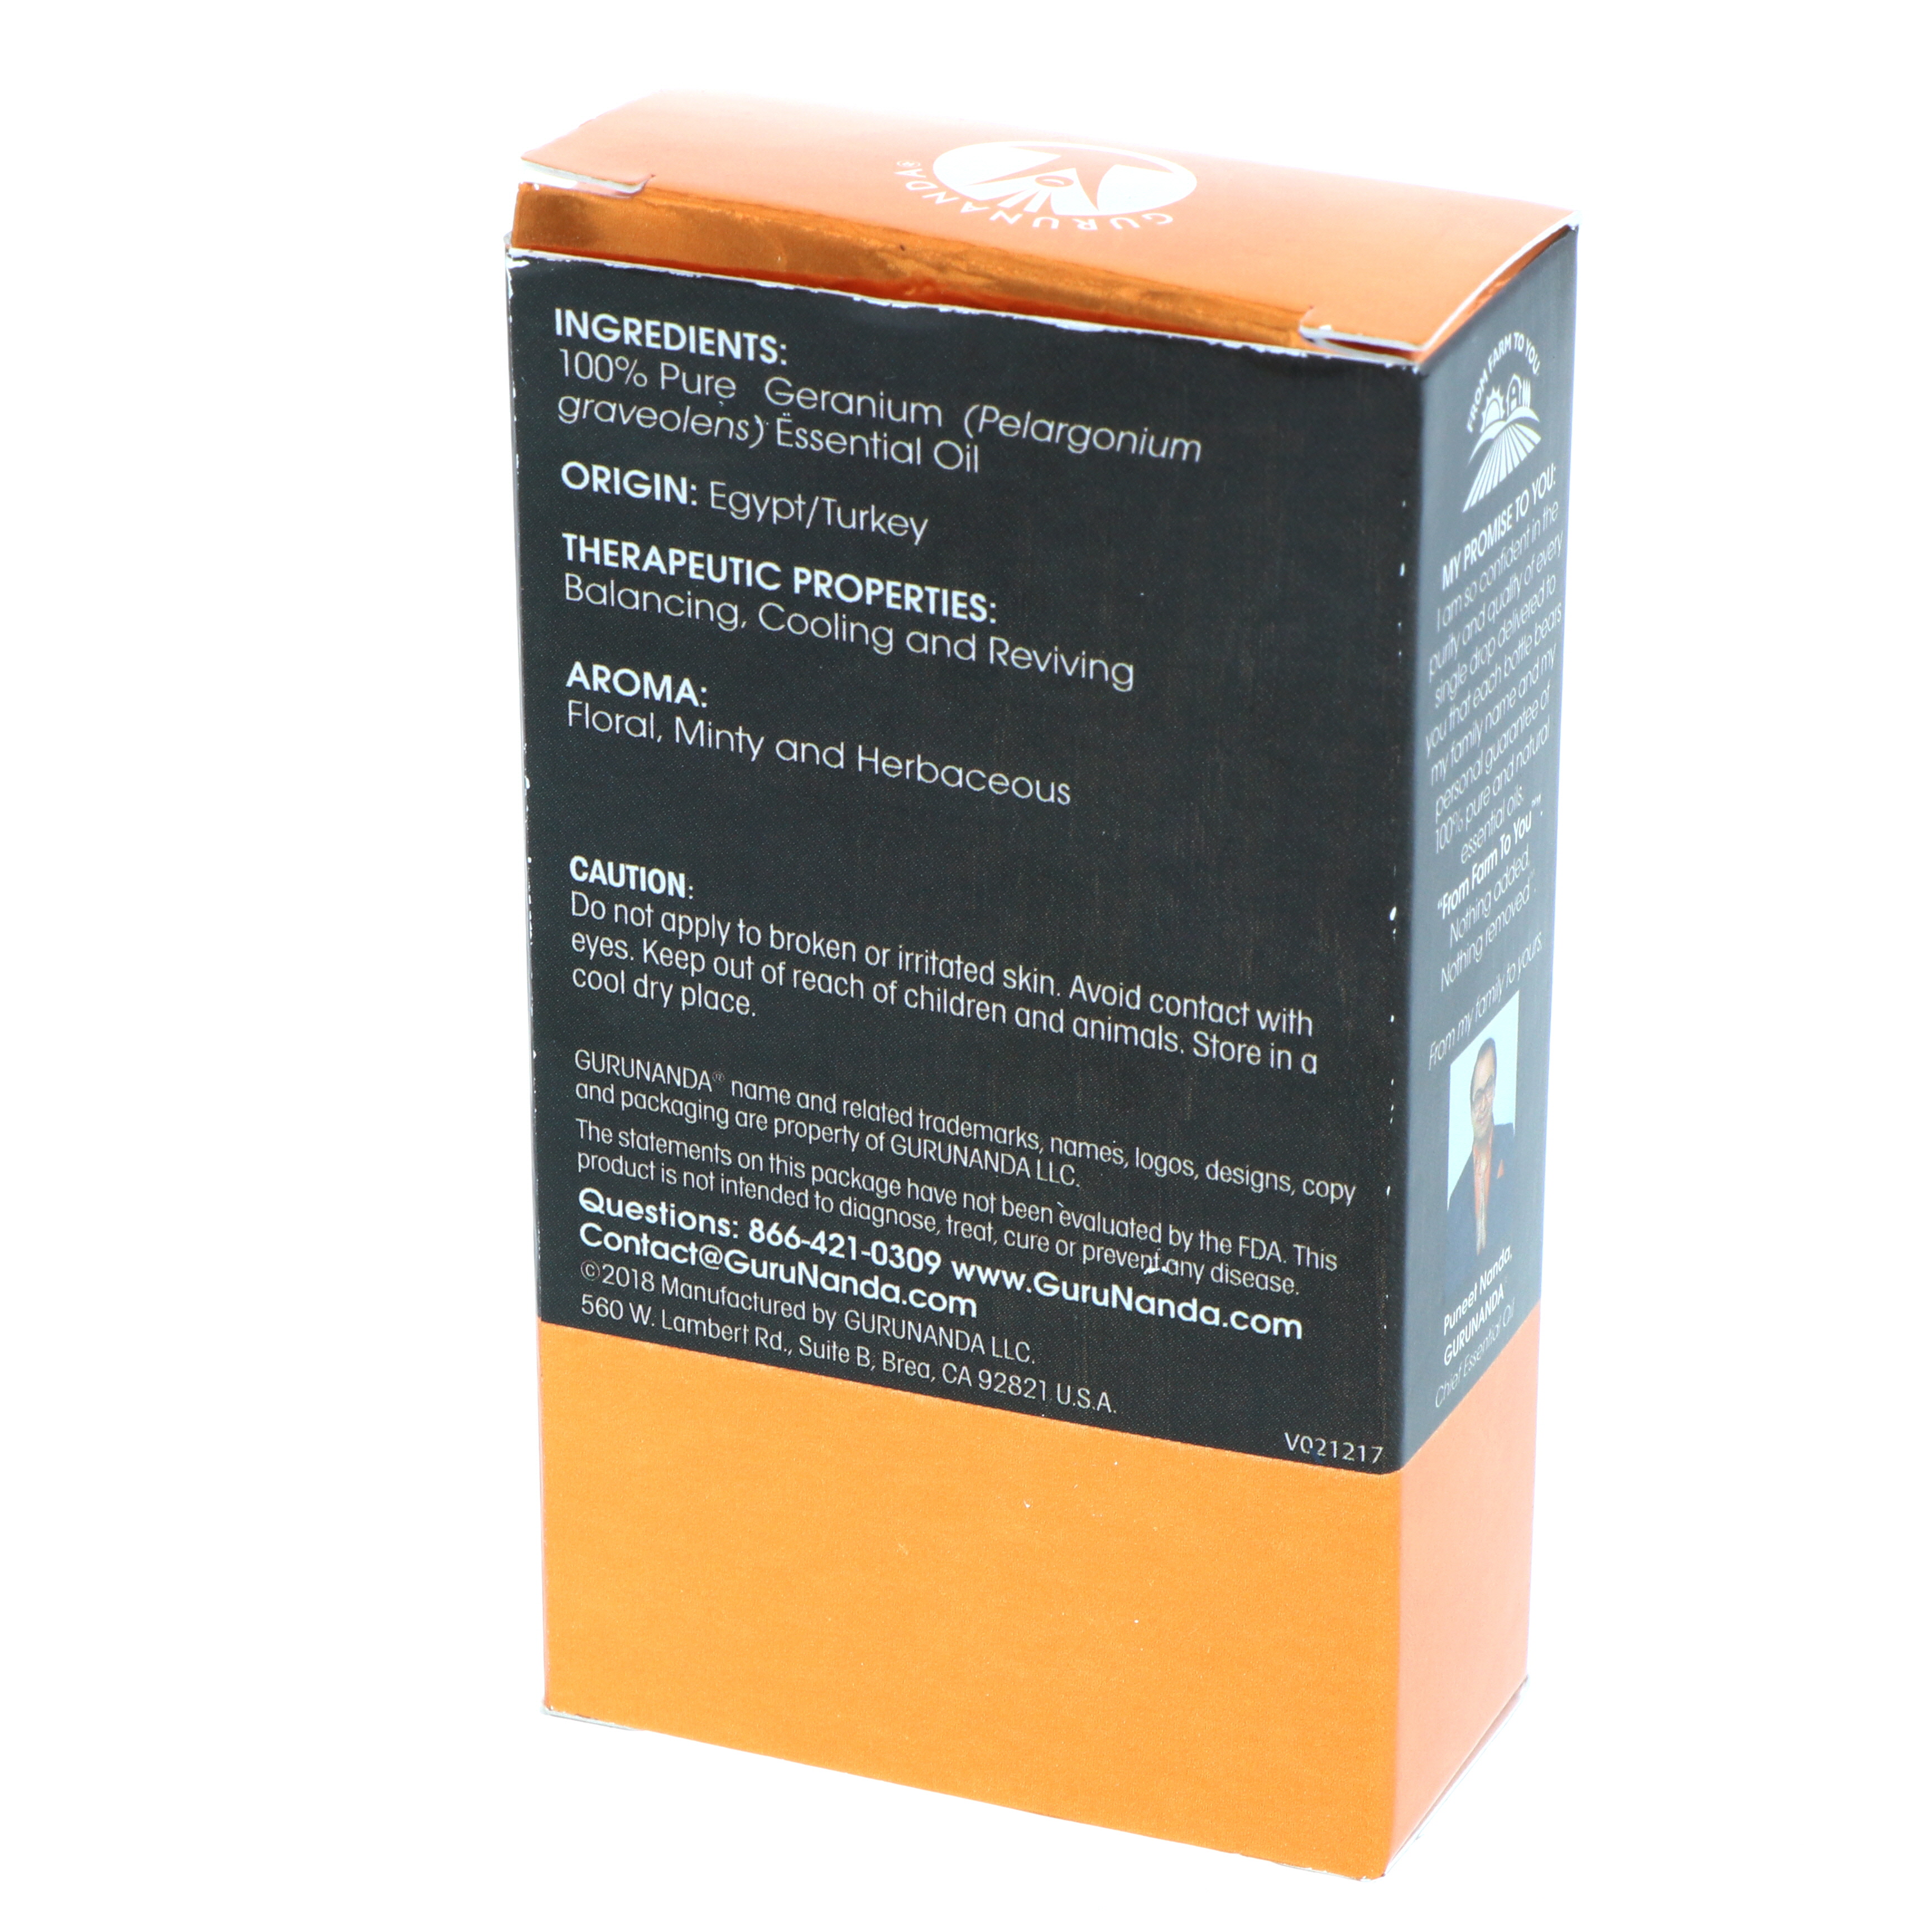 GURUNANDA®
INGREDIENTS:
100% Pure Geranium (Pelargonium
graveolens) Essential Oil
ORIGIN: Egypt/Turkey
THERAPEUTIC PROPERTIES:
Balancing, Cooling and Reviving
AROMA:
Floral, Minty and Herbaceous
CAUTION:
Do not apply to broken or irritated skin. Avoid contact with
eyes. Keep out of reach of children and animals. Store in a
cool dry place.
GURUNANDA® name and related trademarks, names, logos, designs, copy
and packaging are property of GURUNANDA LLC.
The statements on this package have not been evaluated by the FDA. This
product is not intended to diagnose, treat, cure or prevent any disease.
Questions: 866-421-0309 www.GuruNanda.com
Contact@GuruNanda.com
©2018 Manufactured by GURUNANDA LLC.
560 W. Lambert Rd., Suite B, Brea, CA 92821 U.S.A.
V021217
FROM FARM TO YOU
MY PROMISE TO YOU:
I am so confident in the
purity and quality of every
single drop delivered to
you that each bottle bears
my family name and my
personal guarantee of
100% pure and natural
essential oils.
"From Farm To You™".
Nothing added.
Nothing removed".
From my family to yours.
Puneet Nanda,
GURUNANDA
Chief Essential Oil